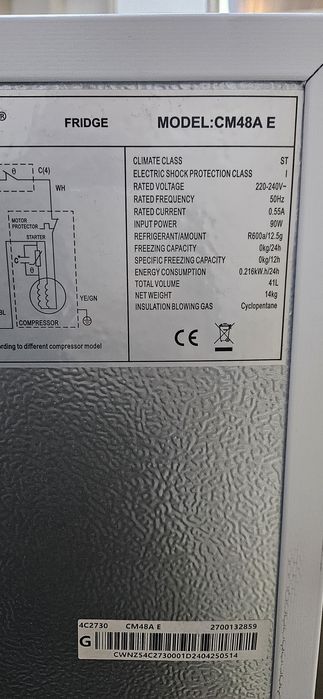 ®
FRIDGE MODEL:CM48A E
θ C(4)
WH
MOTOR
PROTECTOR
STARTER
C
θ
YE/GN
BL
COMPRESSOR
ording to different compressor model
CLIMATE CLASS ST
ELECTRIC SHOCK PROTECTION CLASS I
RATED VOLTAGE 220-240V~
RATED FREQUENCY 50Hz
RATED CURRENT 0.55A
INPUT POWER 90W
REFRIGERANT/AMOUNT R600a/12.5g
FREEZING CAPACITY 0kg/24h
SPECIFIC FREEZING CAPACITY 0kg/12h
ENERGY CONSUMPTION 0.216kW.h/24h
TOTAL VOLUME 41L
NET WEIGHT 14kg
INSULATION BLOWING GAS Cyclopentane
CE
4C2730 CM48A E 2700132859
G
CWNZS4C2730001D2404250514